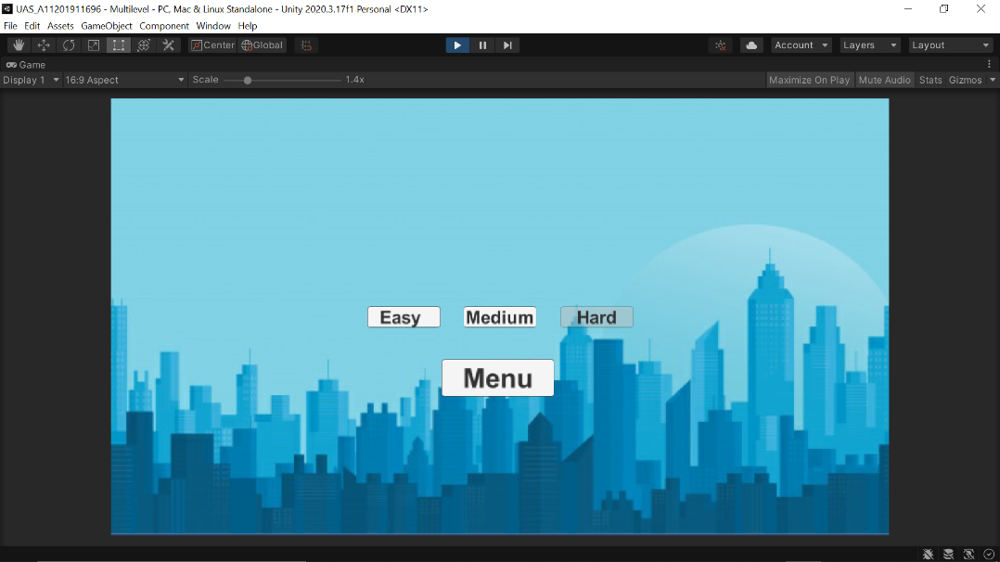 UAS_A11201911696 - Multilevel - PC, Mac & Linux Standalone - Unity 2020.3.17f1 Personal <DX11>
File Edit Assets GameObject Component Window Help
Center Global Account Layers Layout
Game
Display 1 16:9 Aspect Scale 1.4x Maximize On Play Mute Audio Stats Gizmos
Easy Medium Hard
Menu